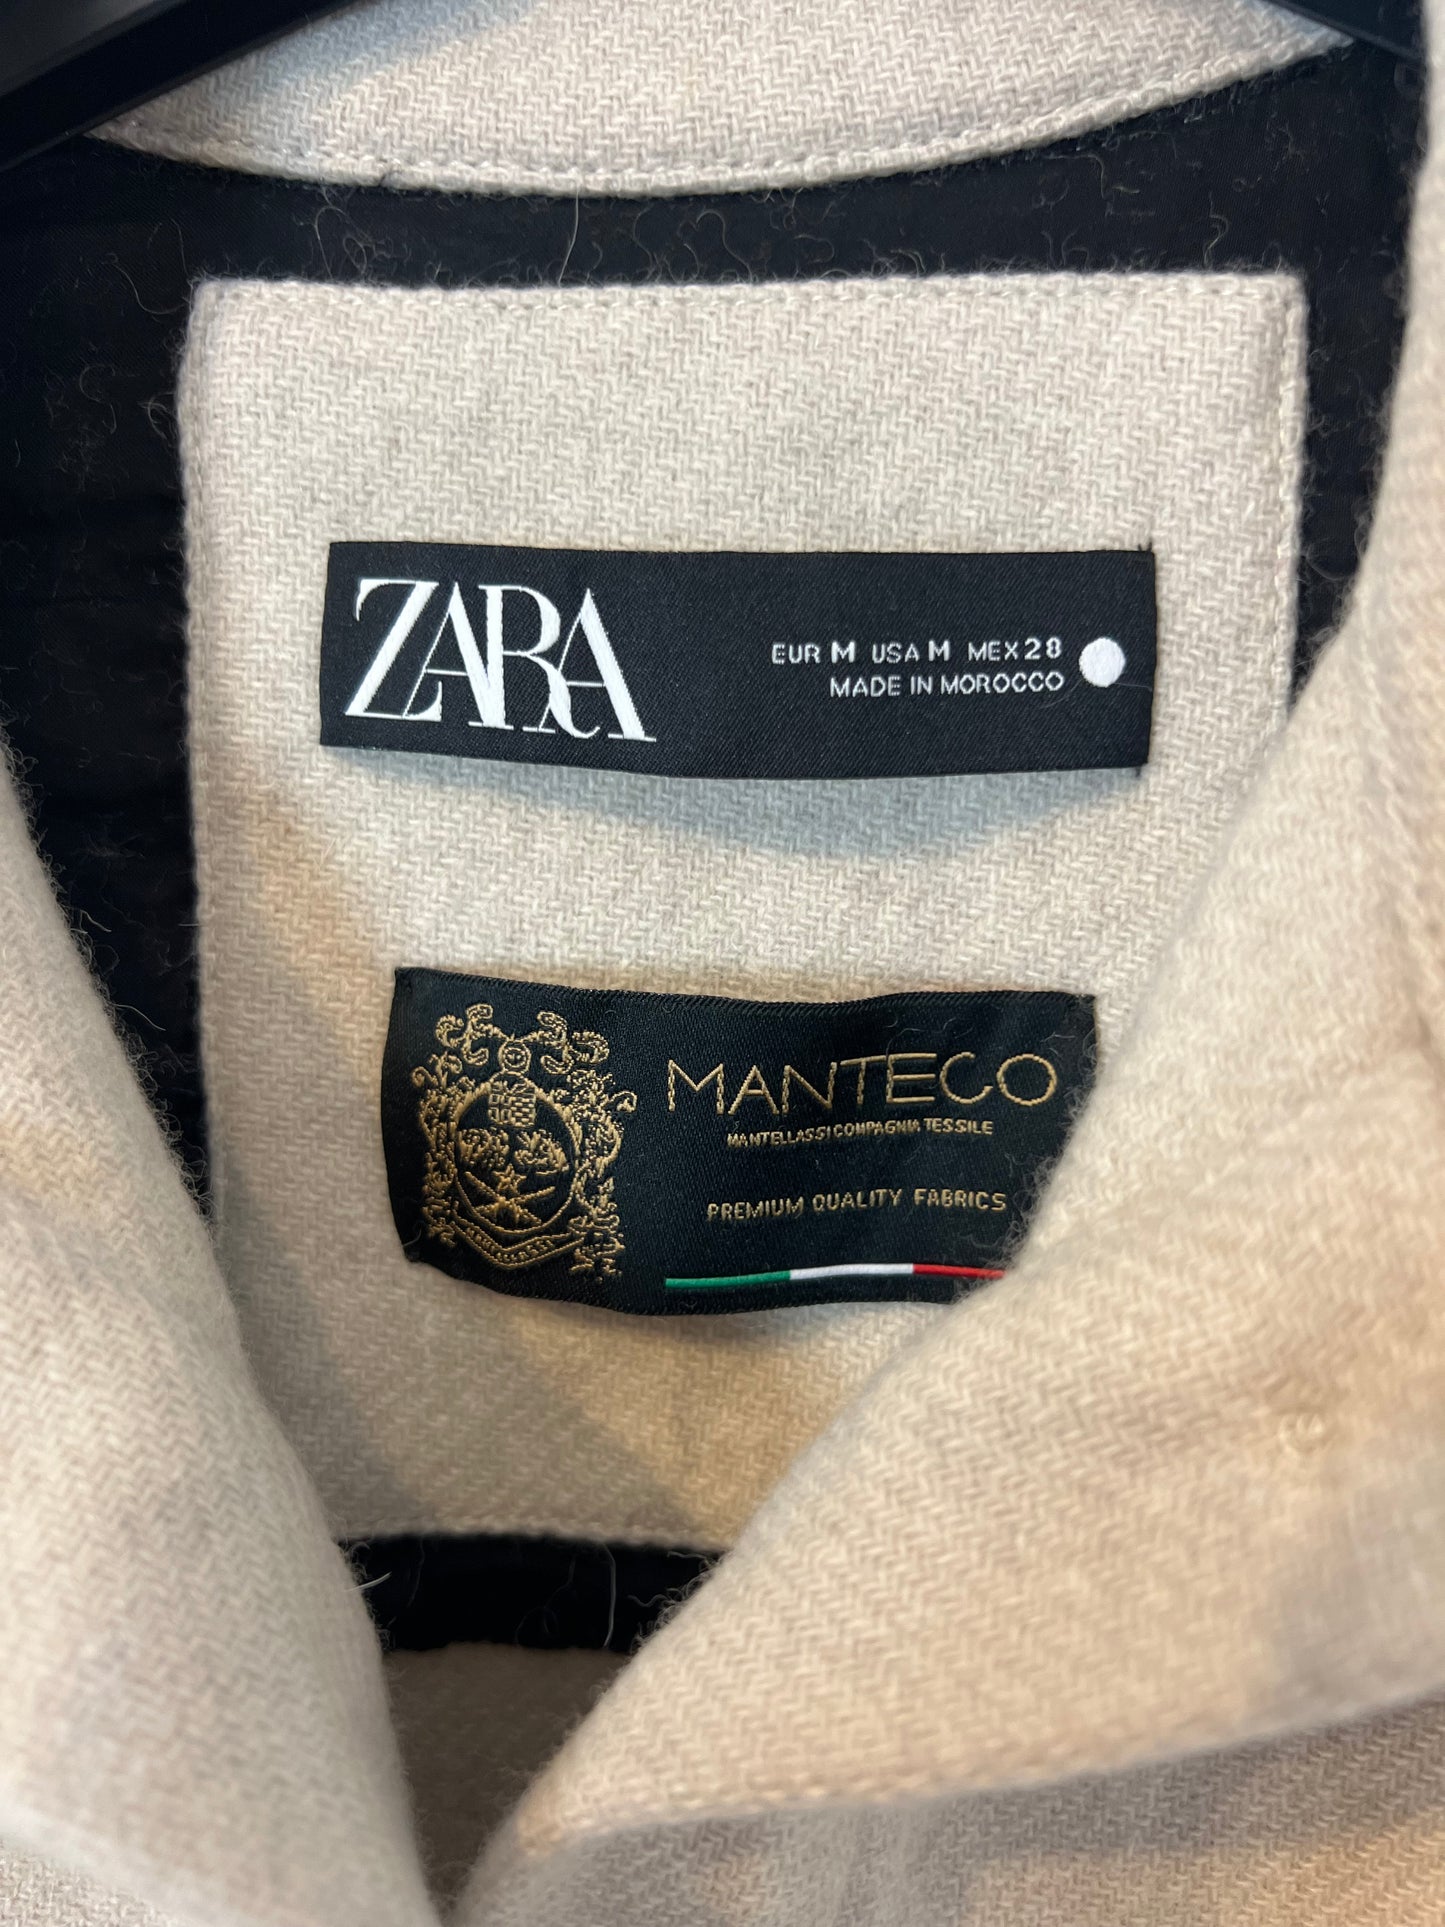 ZARA
EUR M USA M MEX 28
MADE IN MOROCCO
MANTECO
MANTELLASSI COMPAGNIA TESSILE
PREMIUM QUALITY FABRICS